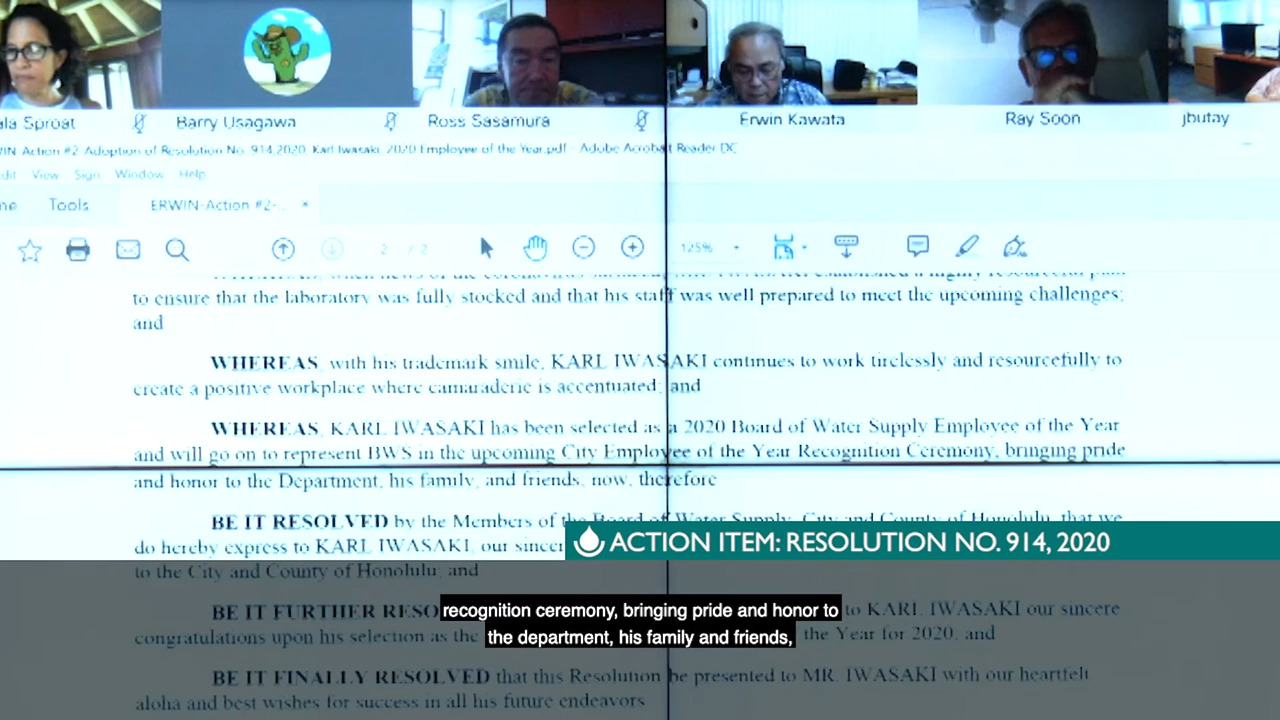 ala Sproat
Barry Usagawa
Ross Sasamura
Erwin Kawata
Ray Soon
jbutay
WIN-Action #2-Adoption of Resolution No. 914,2020, Karl Iwasaki, 2020 Employee of the Year.pdf - Adobe Acrobat Reader DC
dit View Sign Window Help
me Tools ERWIN-Action #2-... ×
2 / 2 125%
to ensure that the laboratory was fully stocked and that his staff was well prepared to meet the upcoming challenges;
and
WHEREAS, with his trademark smile, KARL IWASAKI continues to work tirelessly and resourcefully to
create a positive workplace where camaraderie is accentuated; and
WHEREAS, KARL IWASAKI has been selected as a 2020 Board of Water Supply Employee of the Year
and will go on to represent BWS in the upcoming City Employee of the Year Recognition Ceremony, bringing pride
and honor to the Department, his family, and friends, now, therefore
BE IT RESOLVED by the Members of the Board of Water Supply, City and County of Honolulu, that we
do hereby express to KARL IWASAKI, our sincer
ACTION ITEM: RESOLUTION NO. 914, 2020
to the City and County of Honolulu; and
BE IT FURTHER RESO to KARL IWASAKI our sincere
congratulations upon his selection as the the Year for 2020; and
recognition ceremony, bringing pride and honor to
the department, his family and friends,
BE IT FINALLY RESOLVED that this Resolution be presented to MR. IWASAKI with our heartfelt
aloha and best wishes for success in all his future endeavors